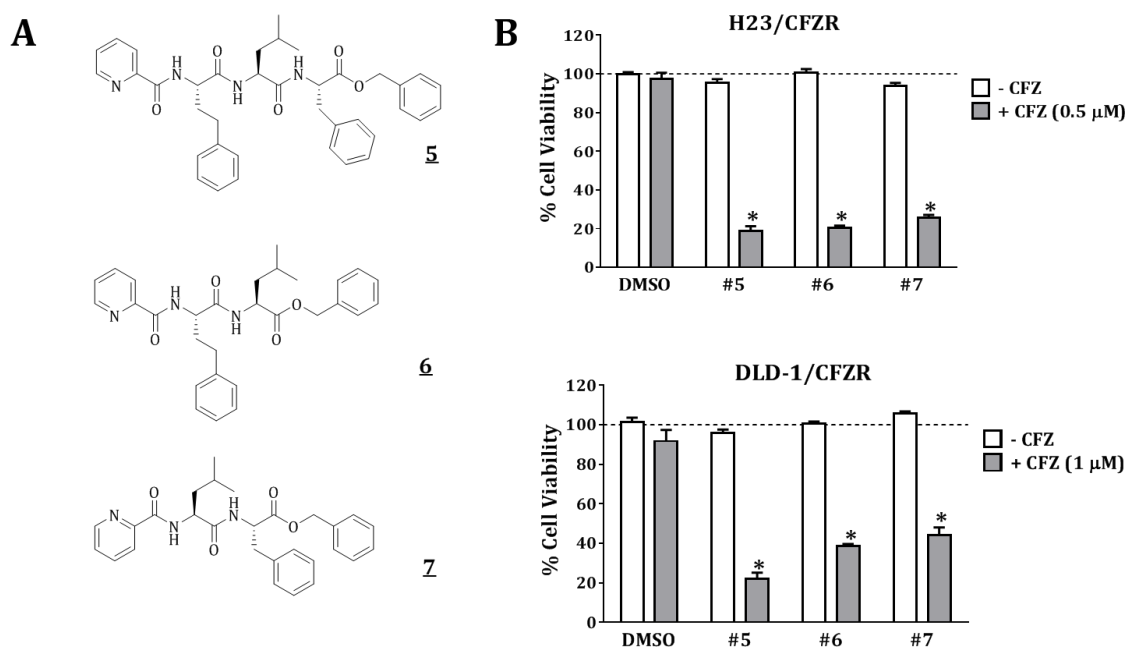 A
N
O
H
N
O
N
H
O
H
N
O
O
5
N
O
H
N
O
N
H
O
O
6
N
O
N
H
O
H
N
O
O
7
B
H23/CFZR
% Cell Viability
120
100
80
60
40
20
0
*
*
*
DMSO #5 #6 #7
- CFZ
+ CFZ (0.5 μM)
DLD-1/CFZR
% Cell Viability
120
100
80
60
40
20
0
*
*
*
DMSO #5 #6 #7
- CFZ
+ CFZ (1 μM)